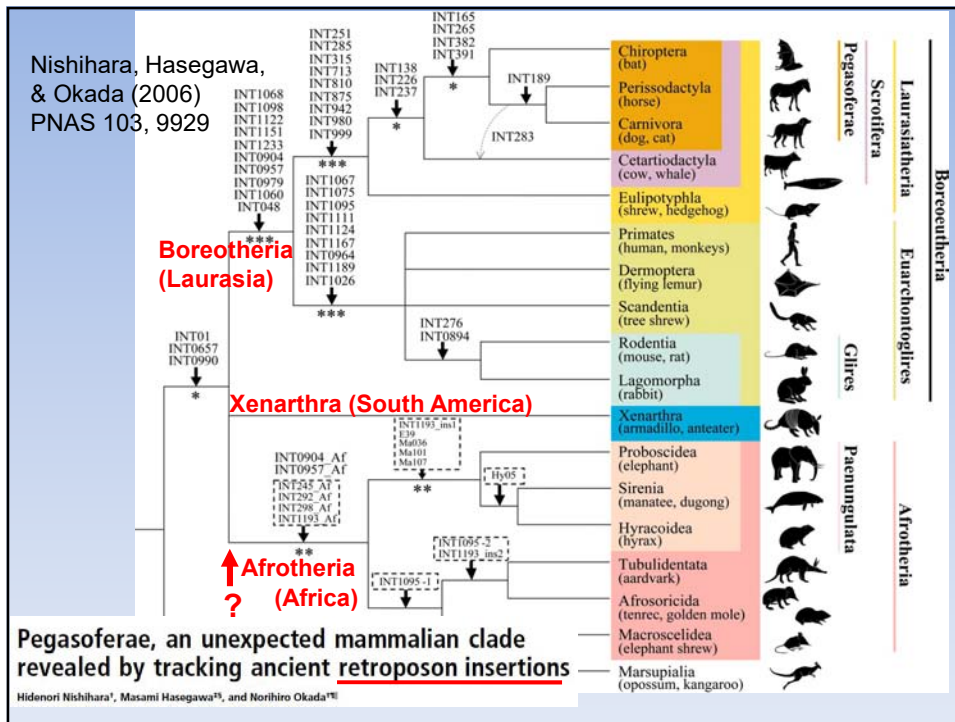 Nishihara, Hasegawa,
& Okada (2006)
PNAS 103, 9929
INT1068
INT1098
INT1122
INT1151
INT1233
INT0904
INT0957
INT0979
INT1060
INT048
***
INT251
INT285
INT315
INT713
INT810
INT875
INT942
INT980
INT999
***
INT138
INT226
INT237
*
INT165
INT265
INT382
INT391
*
INT189
INT283
INT1067
INT1075
INT1095
INT1111
INT1124
INT1167
INT0964
INT1189
INT1026
***
INT276
INT0894
Boreotheria
(Laurasia)
INT01
INT0657
INT0990
*
Xenarthra (South America)
INT1193_ins1
E39
Ma036
Ma101
Ma107
**
INT0904_Af
INT0957_Af
INT245_Af
INT292_Af
INT298_Af
INT1193_Af
**
Hy05
INT1095-2
INT1193_ins2
INT1095-1
Afrotheria
(Africa)
?
Chiroptera
(bat)
Perissodactyla
(horse)
Carnivora
(dog, cat)
Cetartiodactyla
(cow, whale)
Eulipotyphla
(shrew, hedgehog)
Primates
(human, monkeys)
Dermoptera
(flying lemur)
Scandentia
(tree shrew)
Rodentia
(mouse, rat)
Lagomorpha
(rabbit)
Xenarthra
(armadillo, anteater)
Proboscidea
(elephant)
Sirenia
(manatee, dugong)
Hyracoidea
(hyrax)
Tubulidentata
(aardvark)
Afrosoricida
(tenrec, golden mole)
Macroscelidea
(elephant shrew)
Marsupialia
(opossum, kangaroo)
Pegasoferae
Scrotifera
Laurasiatheria
Boreoeutheria
Euarchontoglires
Glires
Paenungulata
Afrotheria
Pegasoferae, an unexpected mammalian clade
revealed by tracking ancient retroposon insertions
Hidenori Nishihara†, Masami Hasegawa‡§, and Norihiro Okada†¶